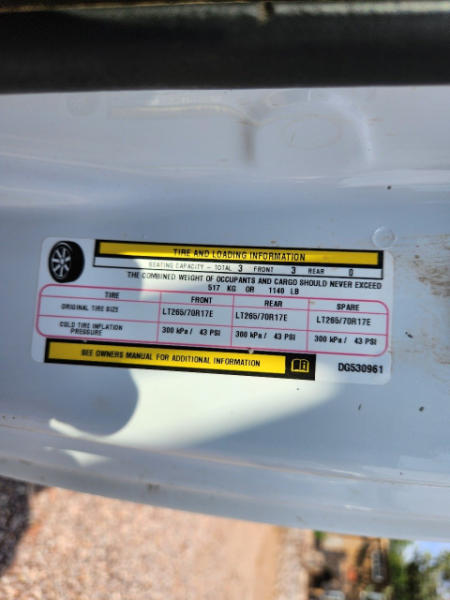 TIRE AND LOADING INFORMATION
SEATING CAPACITY - TOTAL 3 FRONT 3 REAR 0
THE COMBINED WEIGHT OF OCCUPANTS AND CARGO SHOULD NEVER EXCEED
517 KG OR 1140 LB
TIRE FRONT REAR SPARE
ORIGINAL TIRE SIZE LT265/70R17E LT265/70R17E LT265/70R17E
COLD TIRE INFLATION PRESSURE 300 kPa / 43 PSI 300 kPa / 43 PSI 300 kPa / 43 PSI
SEE OWNERS MANUAL FOR ADDITIONAL INFORMATION
DG530961